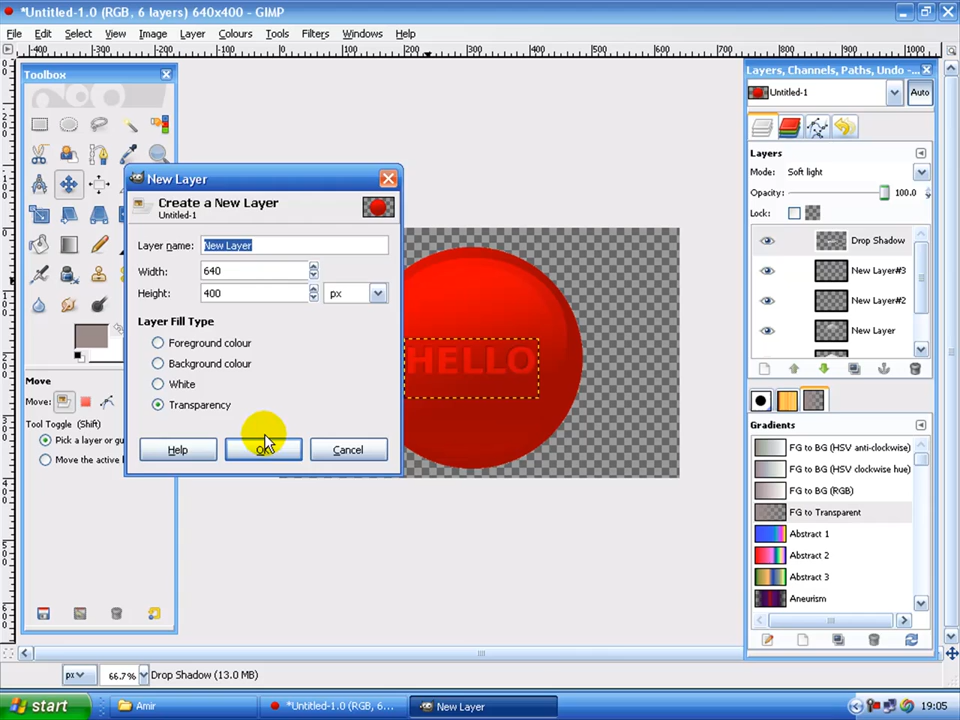 *Untitled-1.0 (RGB, 6 layers) 640x400 - GIMP
File Edit Select View Image Layer Colours Tools Filters Windows Help
Toolbox
Layers, Channels, Paths, Undo -...
Untitled-1
Auto
Layers
Mode: Soft light
Opacity: 100.0
Lock:
Drop Shadow
New Layer#3
New Layer#2
New Layer
Gradients
FG to BG (HSV anti-clockwise)
FG to BG (HSV clockwise hue)
FG to BG (RGB)
FG to Transparent
Abstract 1
Abstract 2
Abstract 3
Aneurism
New Layer
Create a New Layer
Untitled-1
Layer name: New Layer
Width: 640
Height: 400 px
Layer Fill Type
Foreground colour
Background colour
White
Transparency
Help OK Cancel
HELLO
Move
Move:
Tool Toggle (Shift)
Pick a layer or gu
Move the active l
px 66.7% Drop Shadow (13.0 MB)
start Amir *Untitled-1.0 (RGB, 6... New Layer 19:05